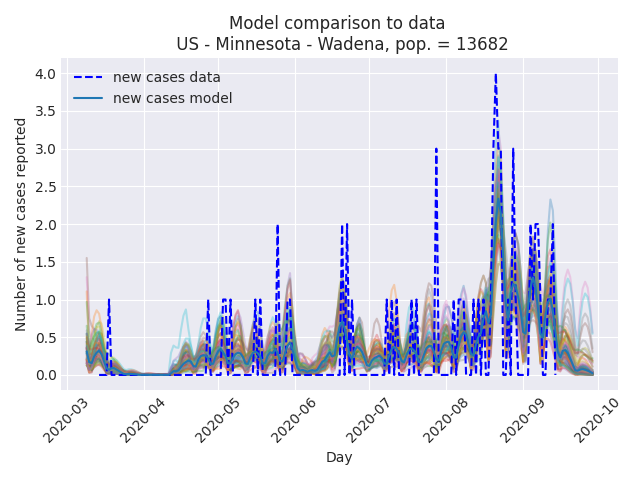 Model comparison to data
US - Minnesota - Wadena, pop. = 13682
new cases data
new cases model
Number of new cases reported
4.0
3.5
3.0
2.5
2.0
1.5
1.0
0.5
0.0
2020-03
2020-04
2020-05
2020-06
2020-07
2020-08
2020-09
2020-10
Day